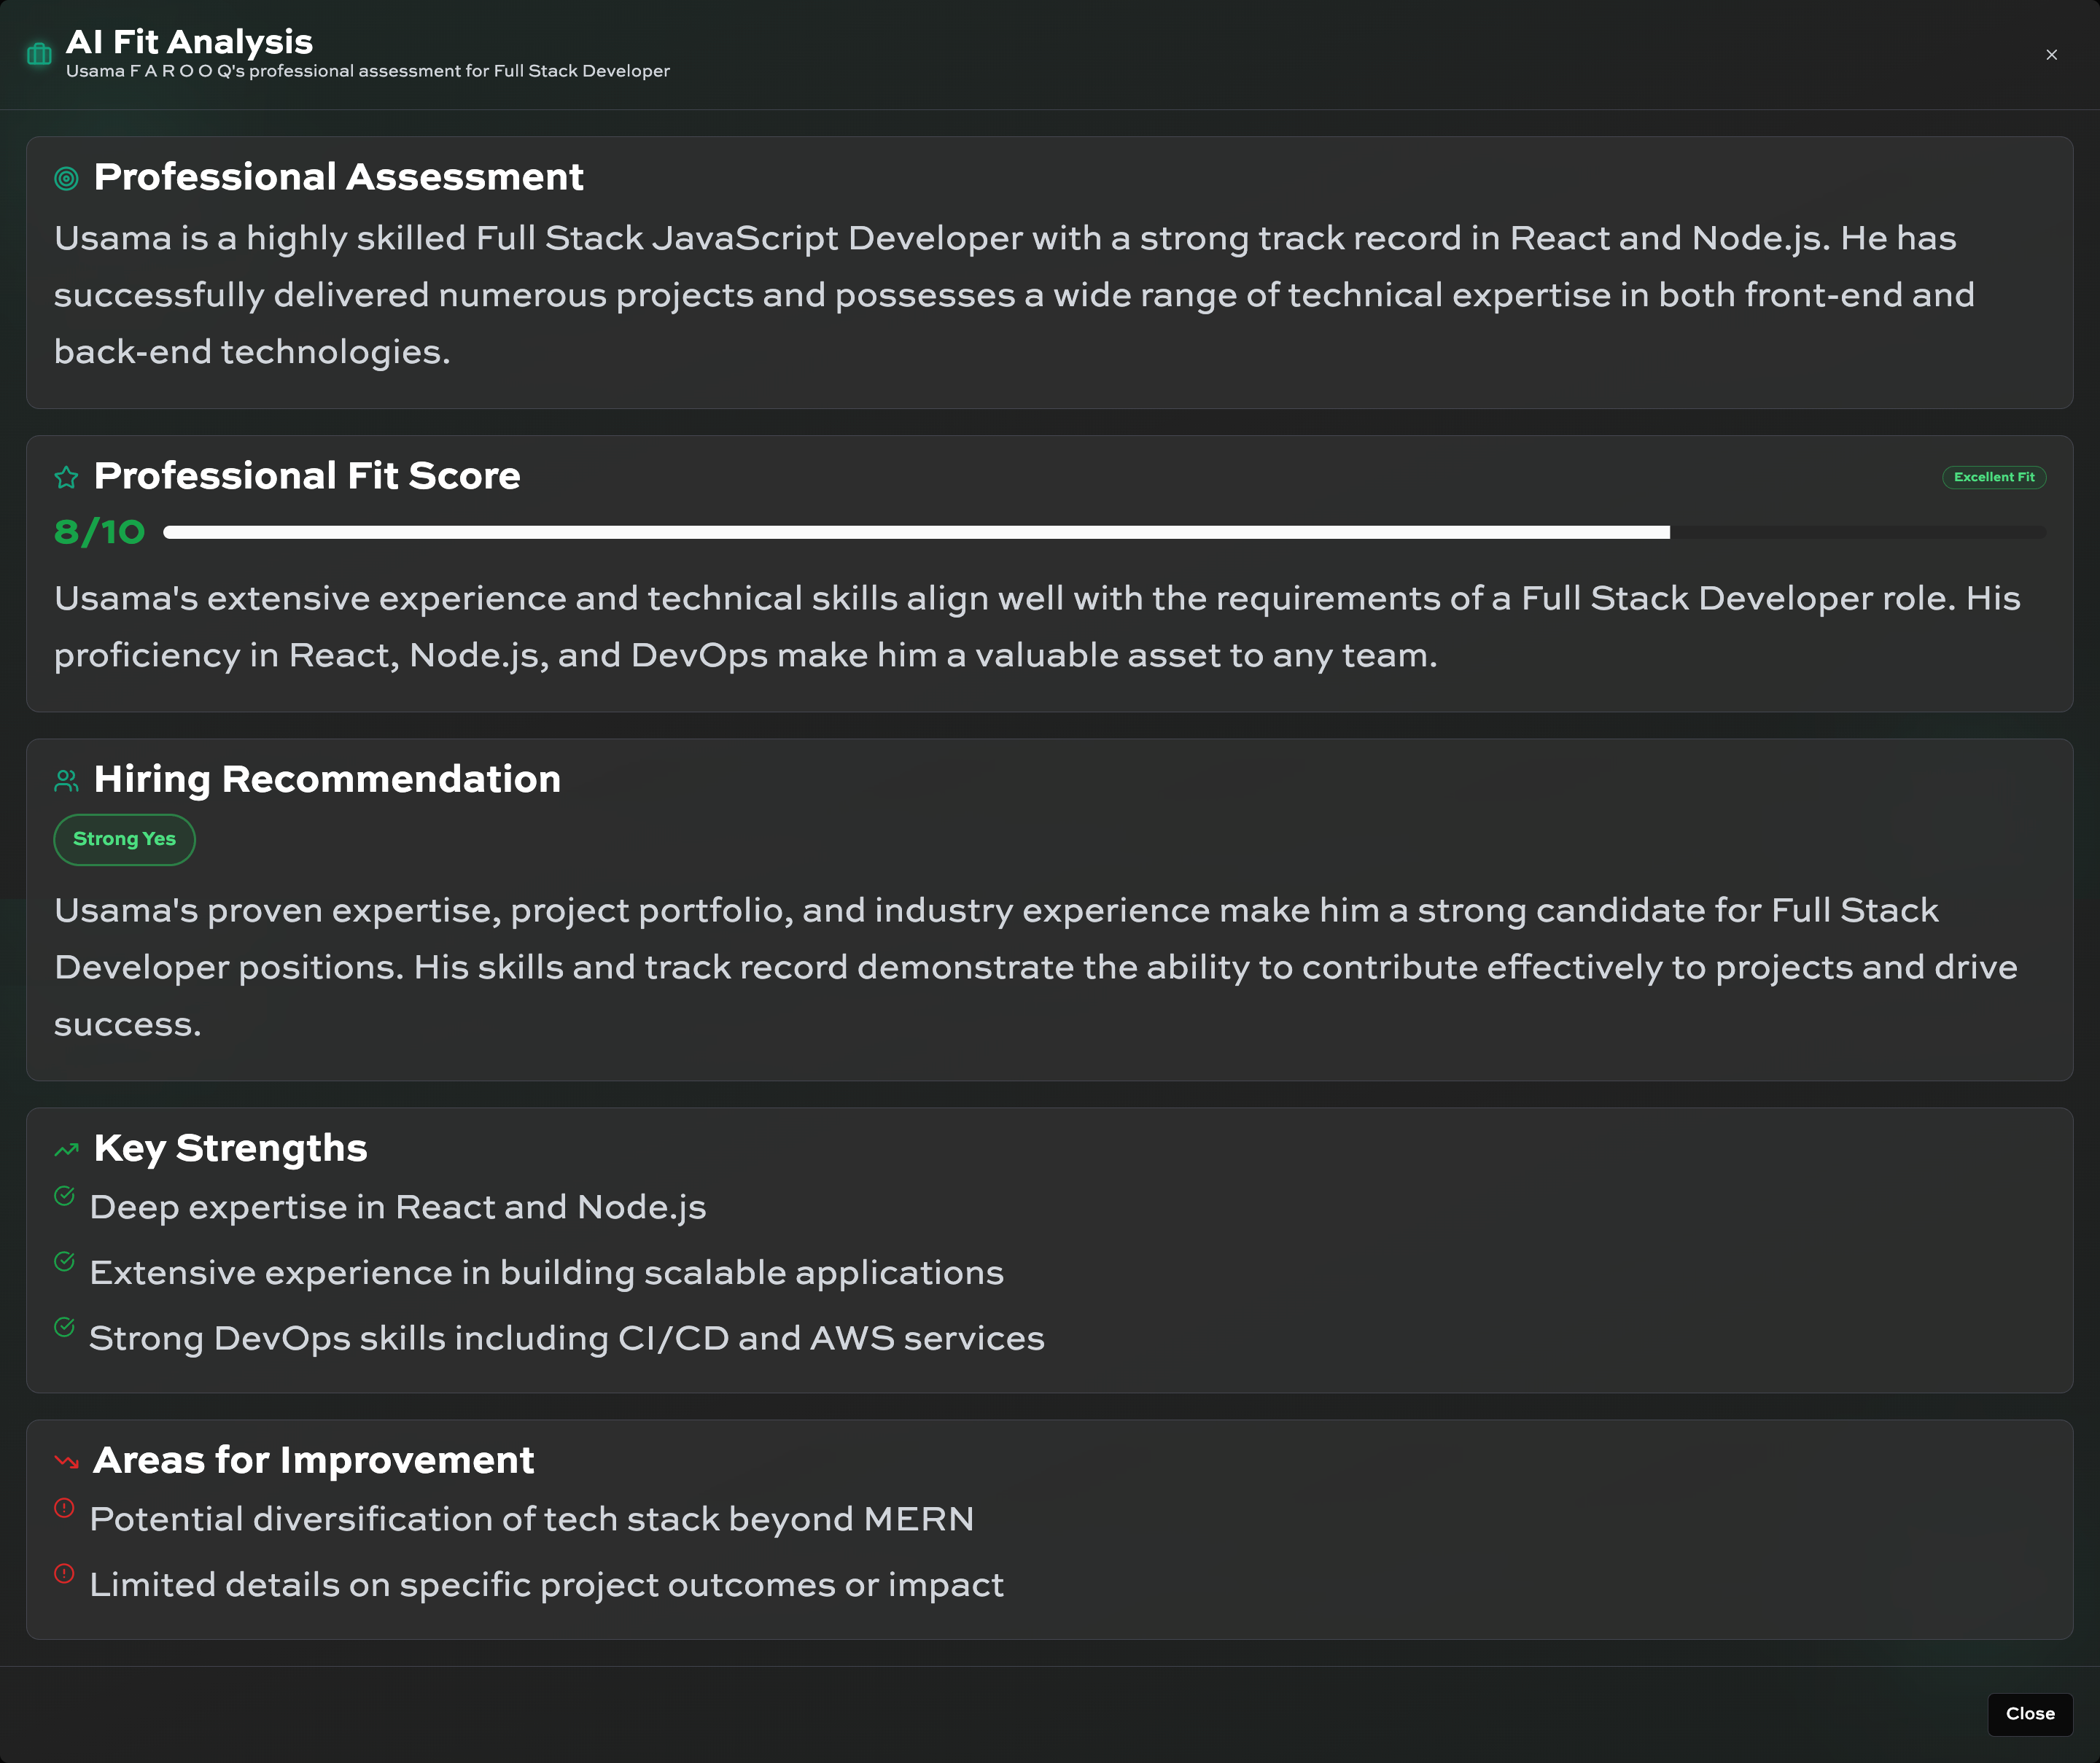 AI Fit Analysis
Usama F A R O O Q's professional assessment for Full Stack Developer
Professional Assessment
Usama is a highly skilled Full Stack JavaScript Developer with a strong track record in React and Node.js. He has
successfully delivered numerous projects and possesses a wide range of technical expertise in both front-end and
back-end technologies.
Professional Fit Score
Excellent Fit
8/10
Usama's extensive experience and technical skills align well with the requirements of a Full Stack Developer role. His
proficiency in React, Node.js, and DevOps make him a valuable asset to any team.
Hiring Recommendation
Strong Yes
Usama's proven expertise, project portfolio, and industry experience make him a strong candidate for Full Stack
Developer positions. His skills and track record demonstrate the ability to contribute effectively to projects and drive
success.
Key Strengths
Deep expertise in React and Node.js
Extensive experience in building scalable applications
Strong DevOps skills including CI/CD and AWS services
Areas for Improvement
Potential diversification of tech stack beyond MERN
Limited details on specific project outcomes or impact
Close